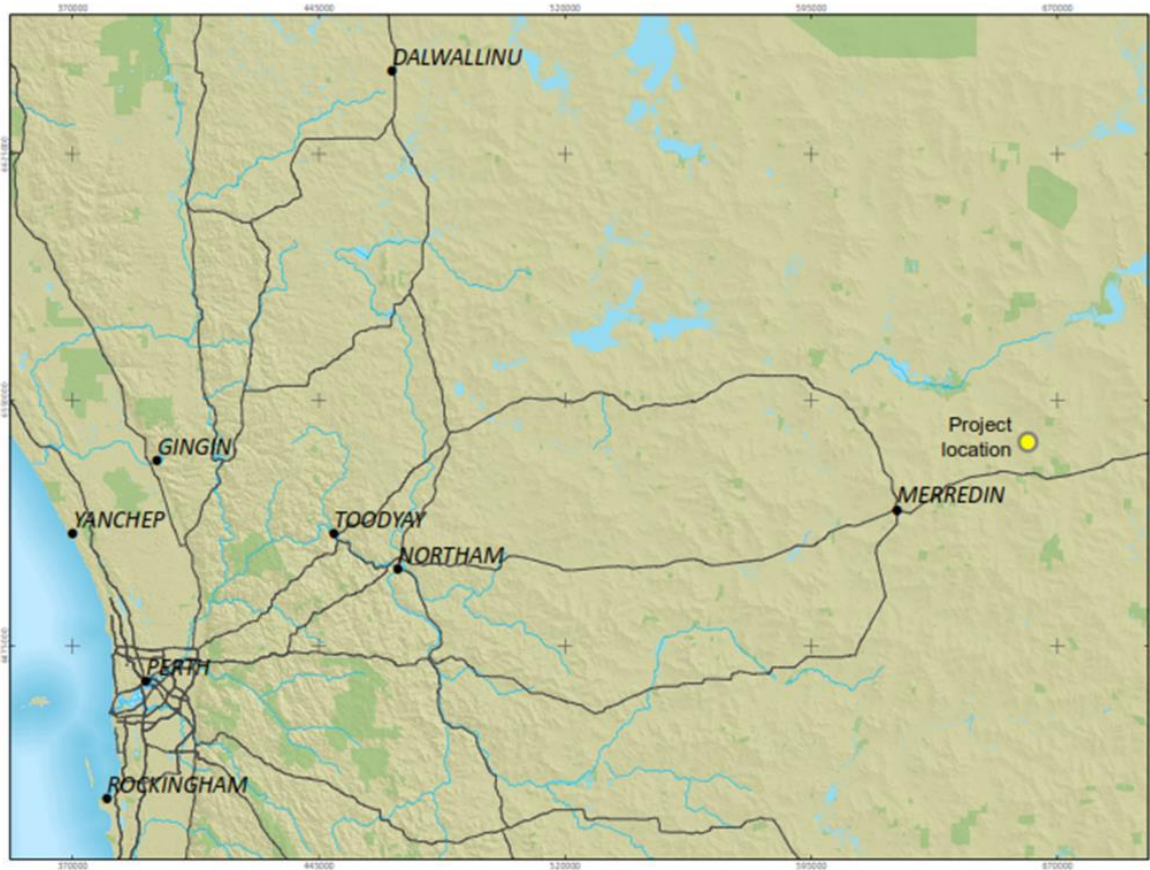 370000 445000 520000 595000 670000
DALWALLINU
Project
location
GINGIN
MERREDIN
YANCHEP
TOODYAY
NORTHAM
PERTH
ROCKINGHAM
370000 445000 520000 595000 670000